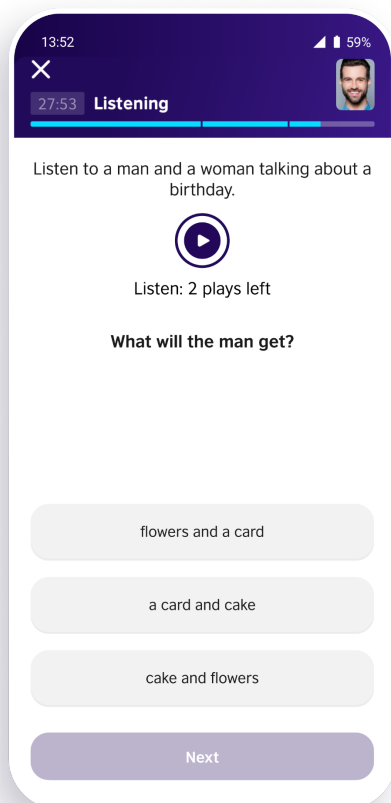 13:52
59%
27:53 Listening
Listen to a man and a woman talking about a
birthday.
Listen: 2 plays left
What will the man get?
flowers and a card
a card and cake
cake and flowers
Next